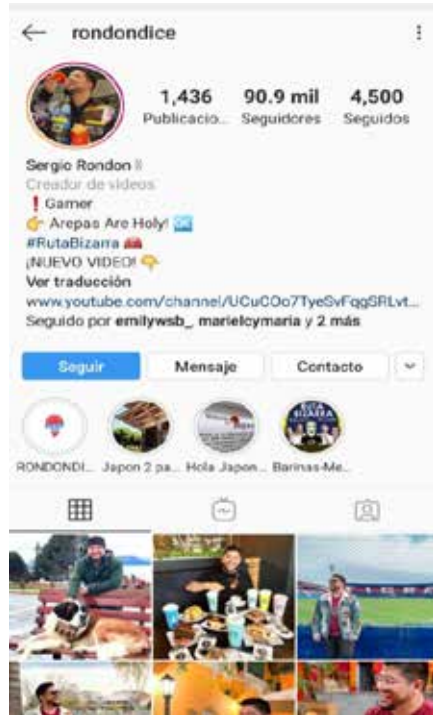 rondondice
1,436 90.9 mil 4,500
Publicacio... Seguidores Seguidos
Sergio Rondon
Creador de videos
❗ Gamer
👉 Arepas Are Holy! 🆗
#RutaBizarra
¡NUEVO VIDEO! 👇
Ver traducción
www.youtube.com/channel/UCuCOo7TyeSvFqgSRLvt...
Seguido por emilywsb_, marielcymaria y 2 más
Seguir Mensaje Contacto
RONDONDI... Japon 2 pa... Hola Japon... Barinas-Me...